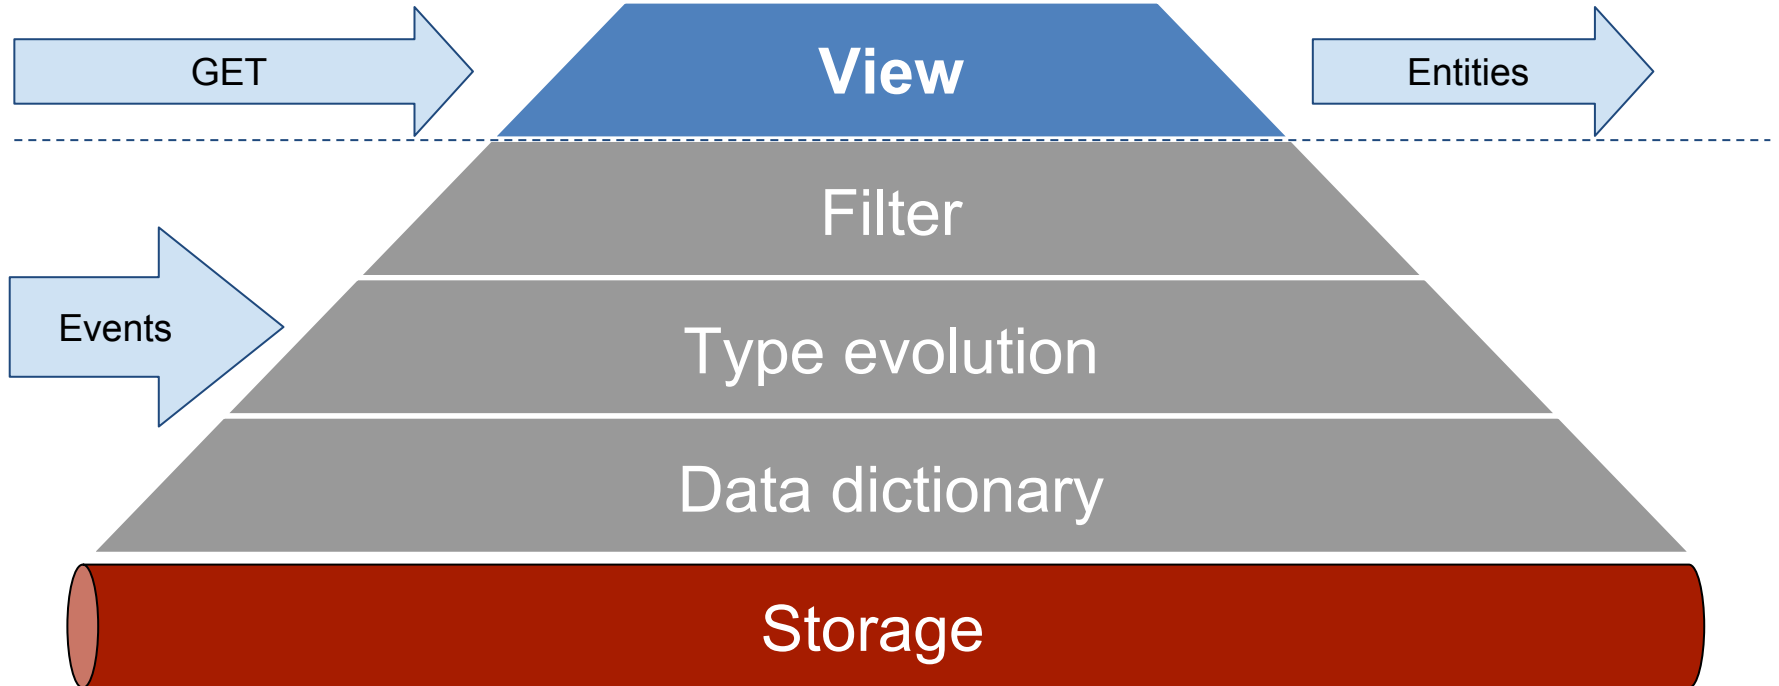 GET
View
Entities
Filter
Events
Type evolution
Data dictionary
Storage